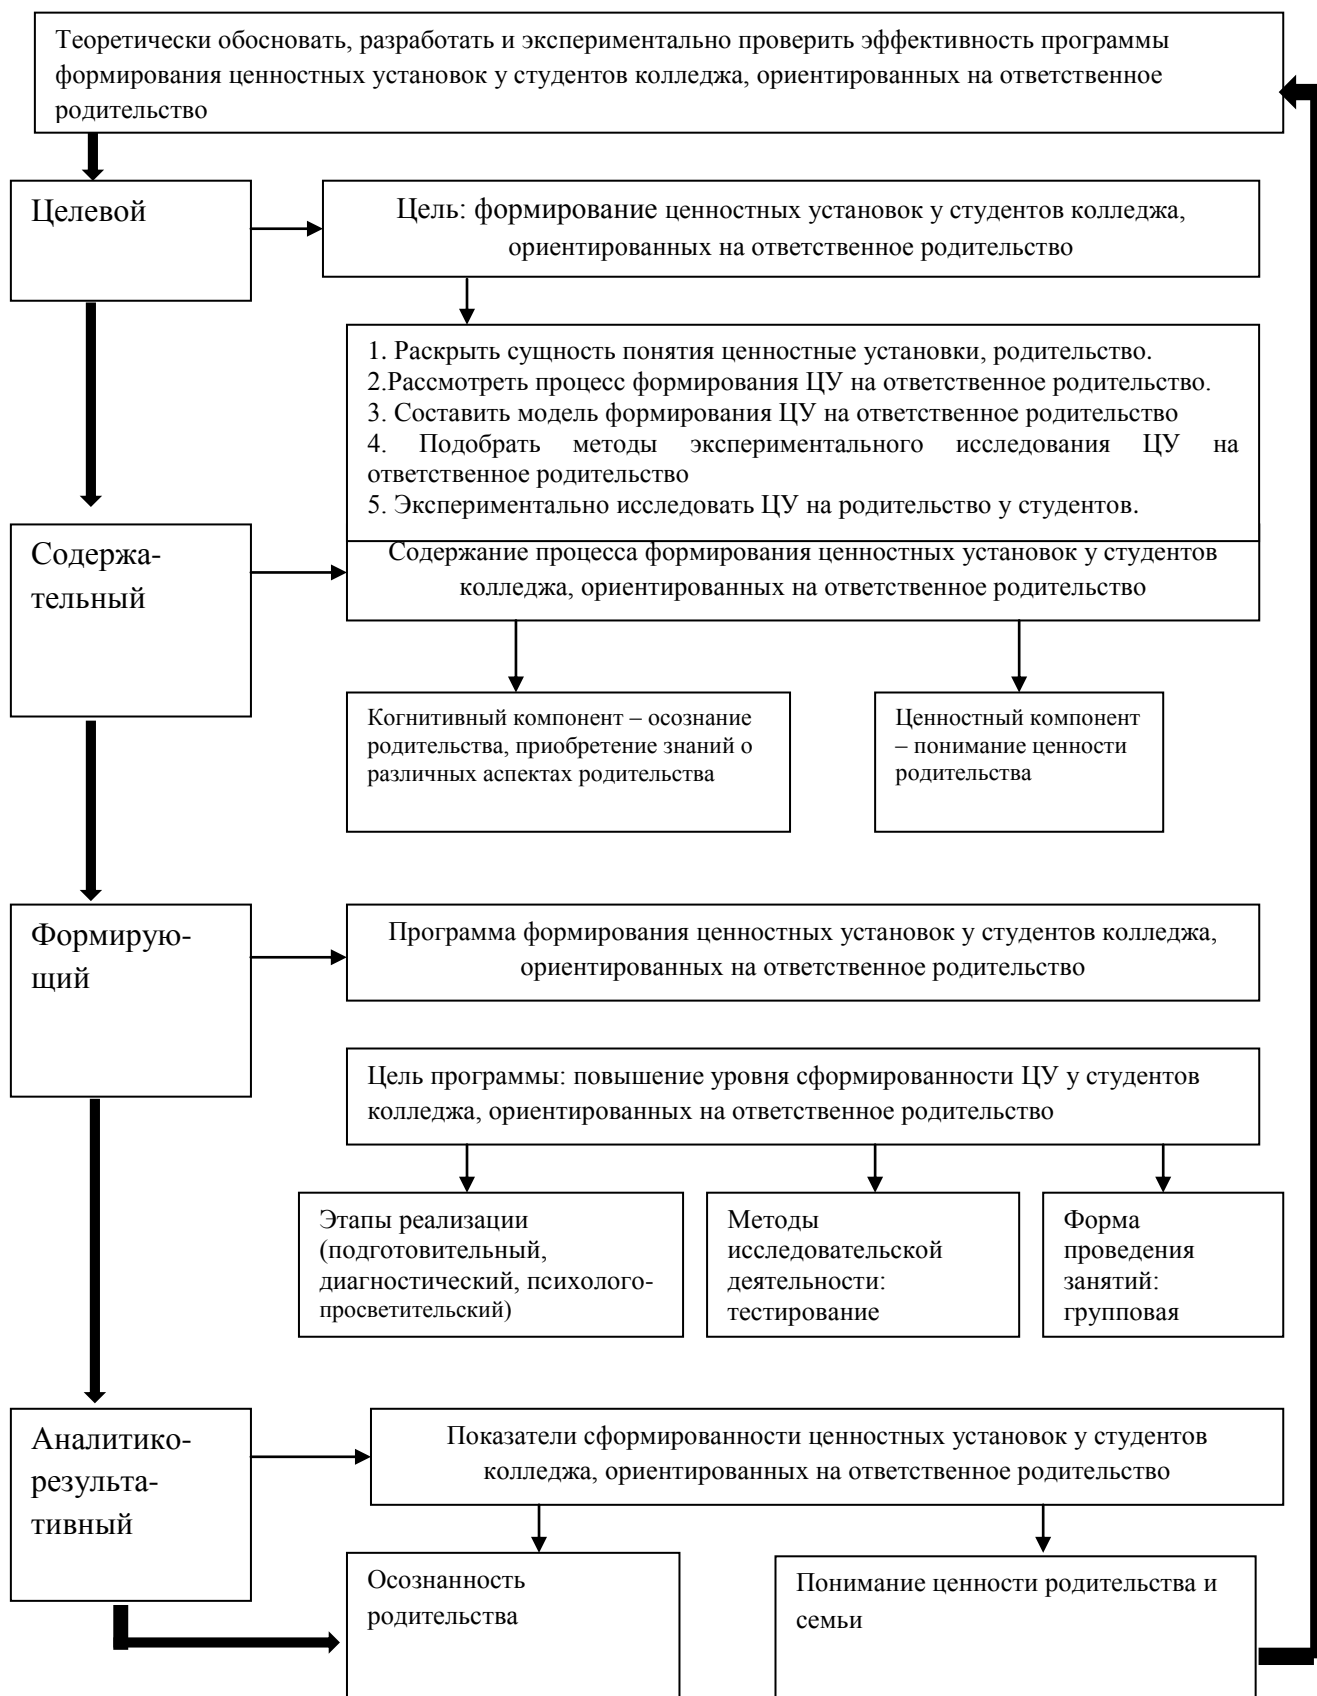 Теоретически обосновать, разработать и экспериментально проверить эффективность программы
формирования ценностных установок у студентов колледжа, ориентированных на ответственное
родительство
Целевой
Цель: формирование ценностных установок у студентов колледжа,
ориентированных на ответственное родительство
1. Раскрыть сущность понятия ценностные установки, родительство.
2.Рассмотреть процесс формирования ЦУ на ответственное родительство.
3. Составить модель формирования ЦУ на ответственное родительство
4. Подобрать методы экспериментального исследования ЦУ на
ответственное родительство
5. Экспериментально исследовать ЦУ на родительство у студентов.
Содержа-
тельный
Содержание процесса формирования ценностных установок у студентов
колледжа, ориентированных на ответственное родительство
Когнитивный компонент – осознание
родительства, приобретение знаний о
различных аспектах родительства
Ценностный компонент
– понимание ценности
родительства
Формирую-
щий
Программа формирования ценностных установок у студентов колледжа,
ориентированных на ответственное родительство
Цель программы: повышение уровня сформированности ЦУ у студентов
колледжа, ориентированных на ответственное родительство
Этапы реализации
(подготовительный,
диагностический, психолого-
просветительский)
Методы
исследовательской
деятельности:
тестирование
Форма
проведения
занятий:
групповая
Аналитико-
результа-
тивный
Показатели сформированности ценностных установок у студентов
колледжа, ориентированных на ответственное родительство
Осознанность
родительства
Понимание ценности родительства и
семьи